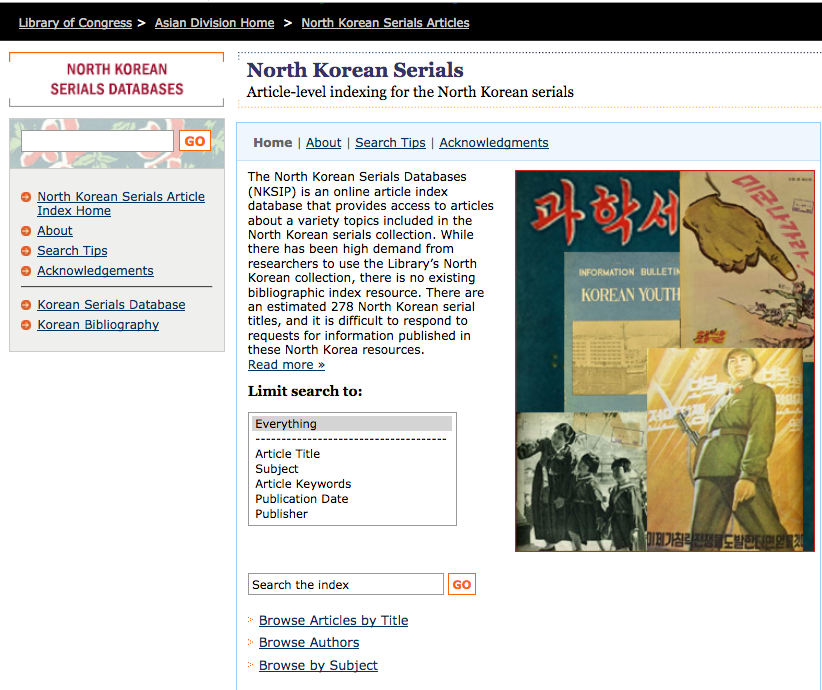 Library of Congress > Asian Division Home > North Korean Serials Articles
NORTH KOREAN
SERIALS DATABASES
GO
North Korean Serials Article
Index Home
About
Search Tips
Acknowledgements
Korean Serials Database
Korean Bibliography
North Korean Serials
Article-level indexing for the North Korean serials
Home | About | Search Tips | Acknowledgments
The North Korean Serials Databases
(NKSIP) is an online article index
database that provides access to articles
about a variety topics included in the
North Korean serials collection. While
there has been high demand from
researchers to use the Library's North
Korean collection, there is no existing
bibliographic index resource. There are
an estimated 278 North Korean serial
titles, and it is difficult to respond to
requests for information published in
these North Korea resources.
Read more »
Limit search to:
Everything
-------------------------------------
Article Title
Subject
Article Keywords
Publication Date
Publisher
Search the index GO
Browse Articles by Title
Browse Authors
Browse by Subject
과학세
미군나가라!
INFORMATION BULLETIN
KOREAN YOUTH